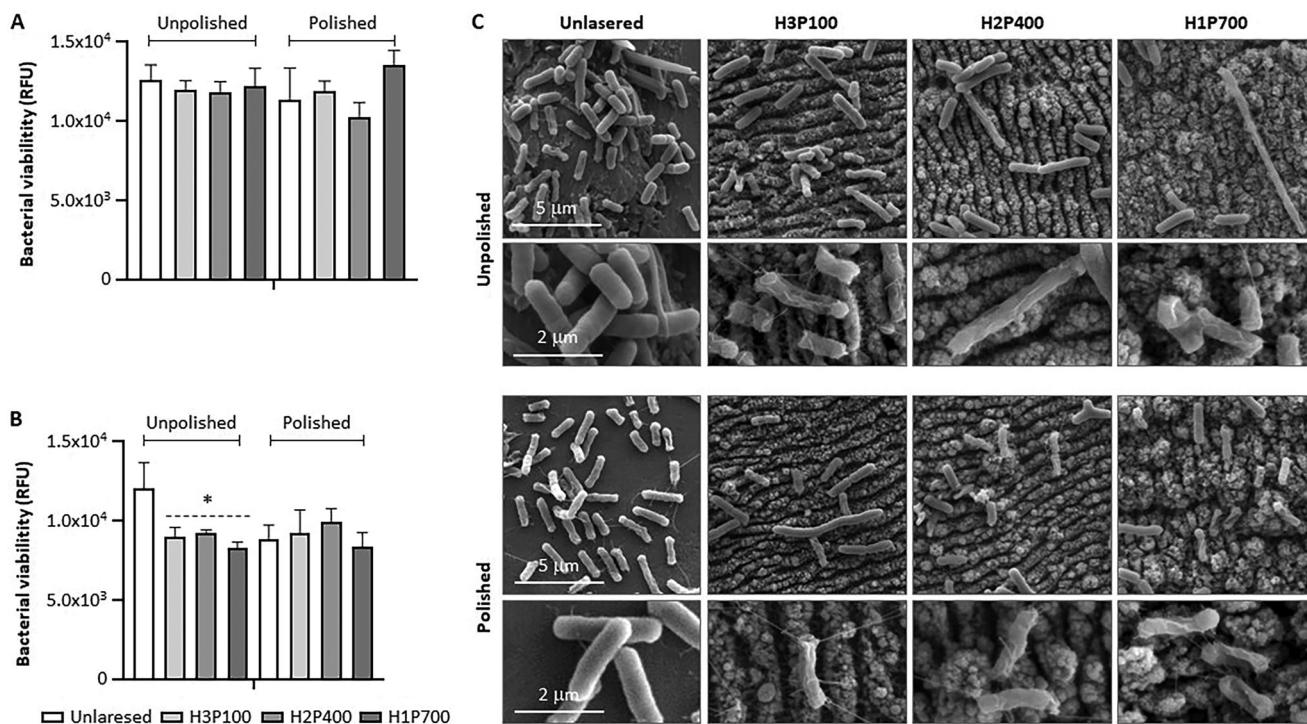 A
Unpolished Polished
Bacterial viabilitity (RFU)
1.5x10⁴
1.0x10⁴
5.0x10³
0
B
Unpolished Polished
*
Bacterial viabilitity (RFU)
1.5x10⁴
1.0x10⁴
5.0x10³
0
Unlaresed H3P100 H2P400 H1P700
C
Unlasered H3P100 H2P400 H1P700
Unpolished
5 μm
2 μm
Polished
5 μm
2 μm